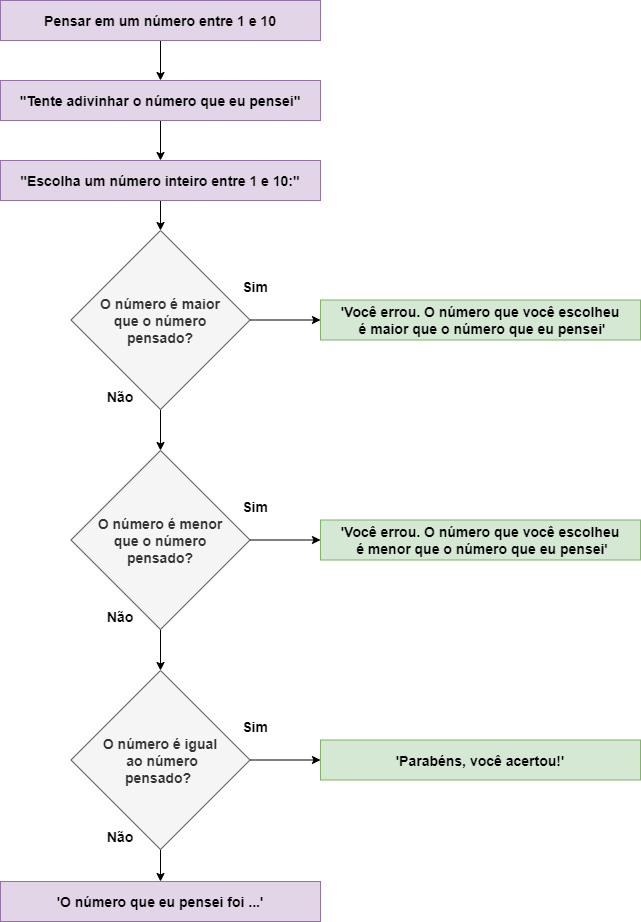 Pensar em um número entre 1 e 10
"Tente adivinhar o número que eu pensei"
"Escolha um número inteiro entre 1 e 10:"
O número é maior
que o número
pensado?
Sim
'Você errou. O número que você escolheu
é maior que o número que eu pensei'
Não
O número é menor
que o número
pensado?
Sim
'Você errou. O número que você escolheu
é menor que o número que eu pensei'
Não
O número é igual
ao número
pensado?
Sim
'Parabéns, você acertou!'
Não
'O número que eu pensei foi ...'